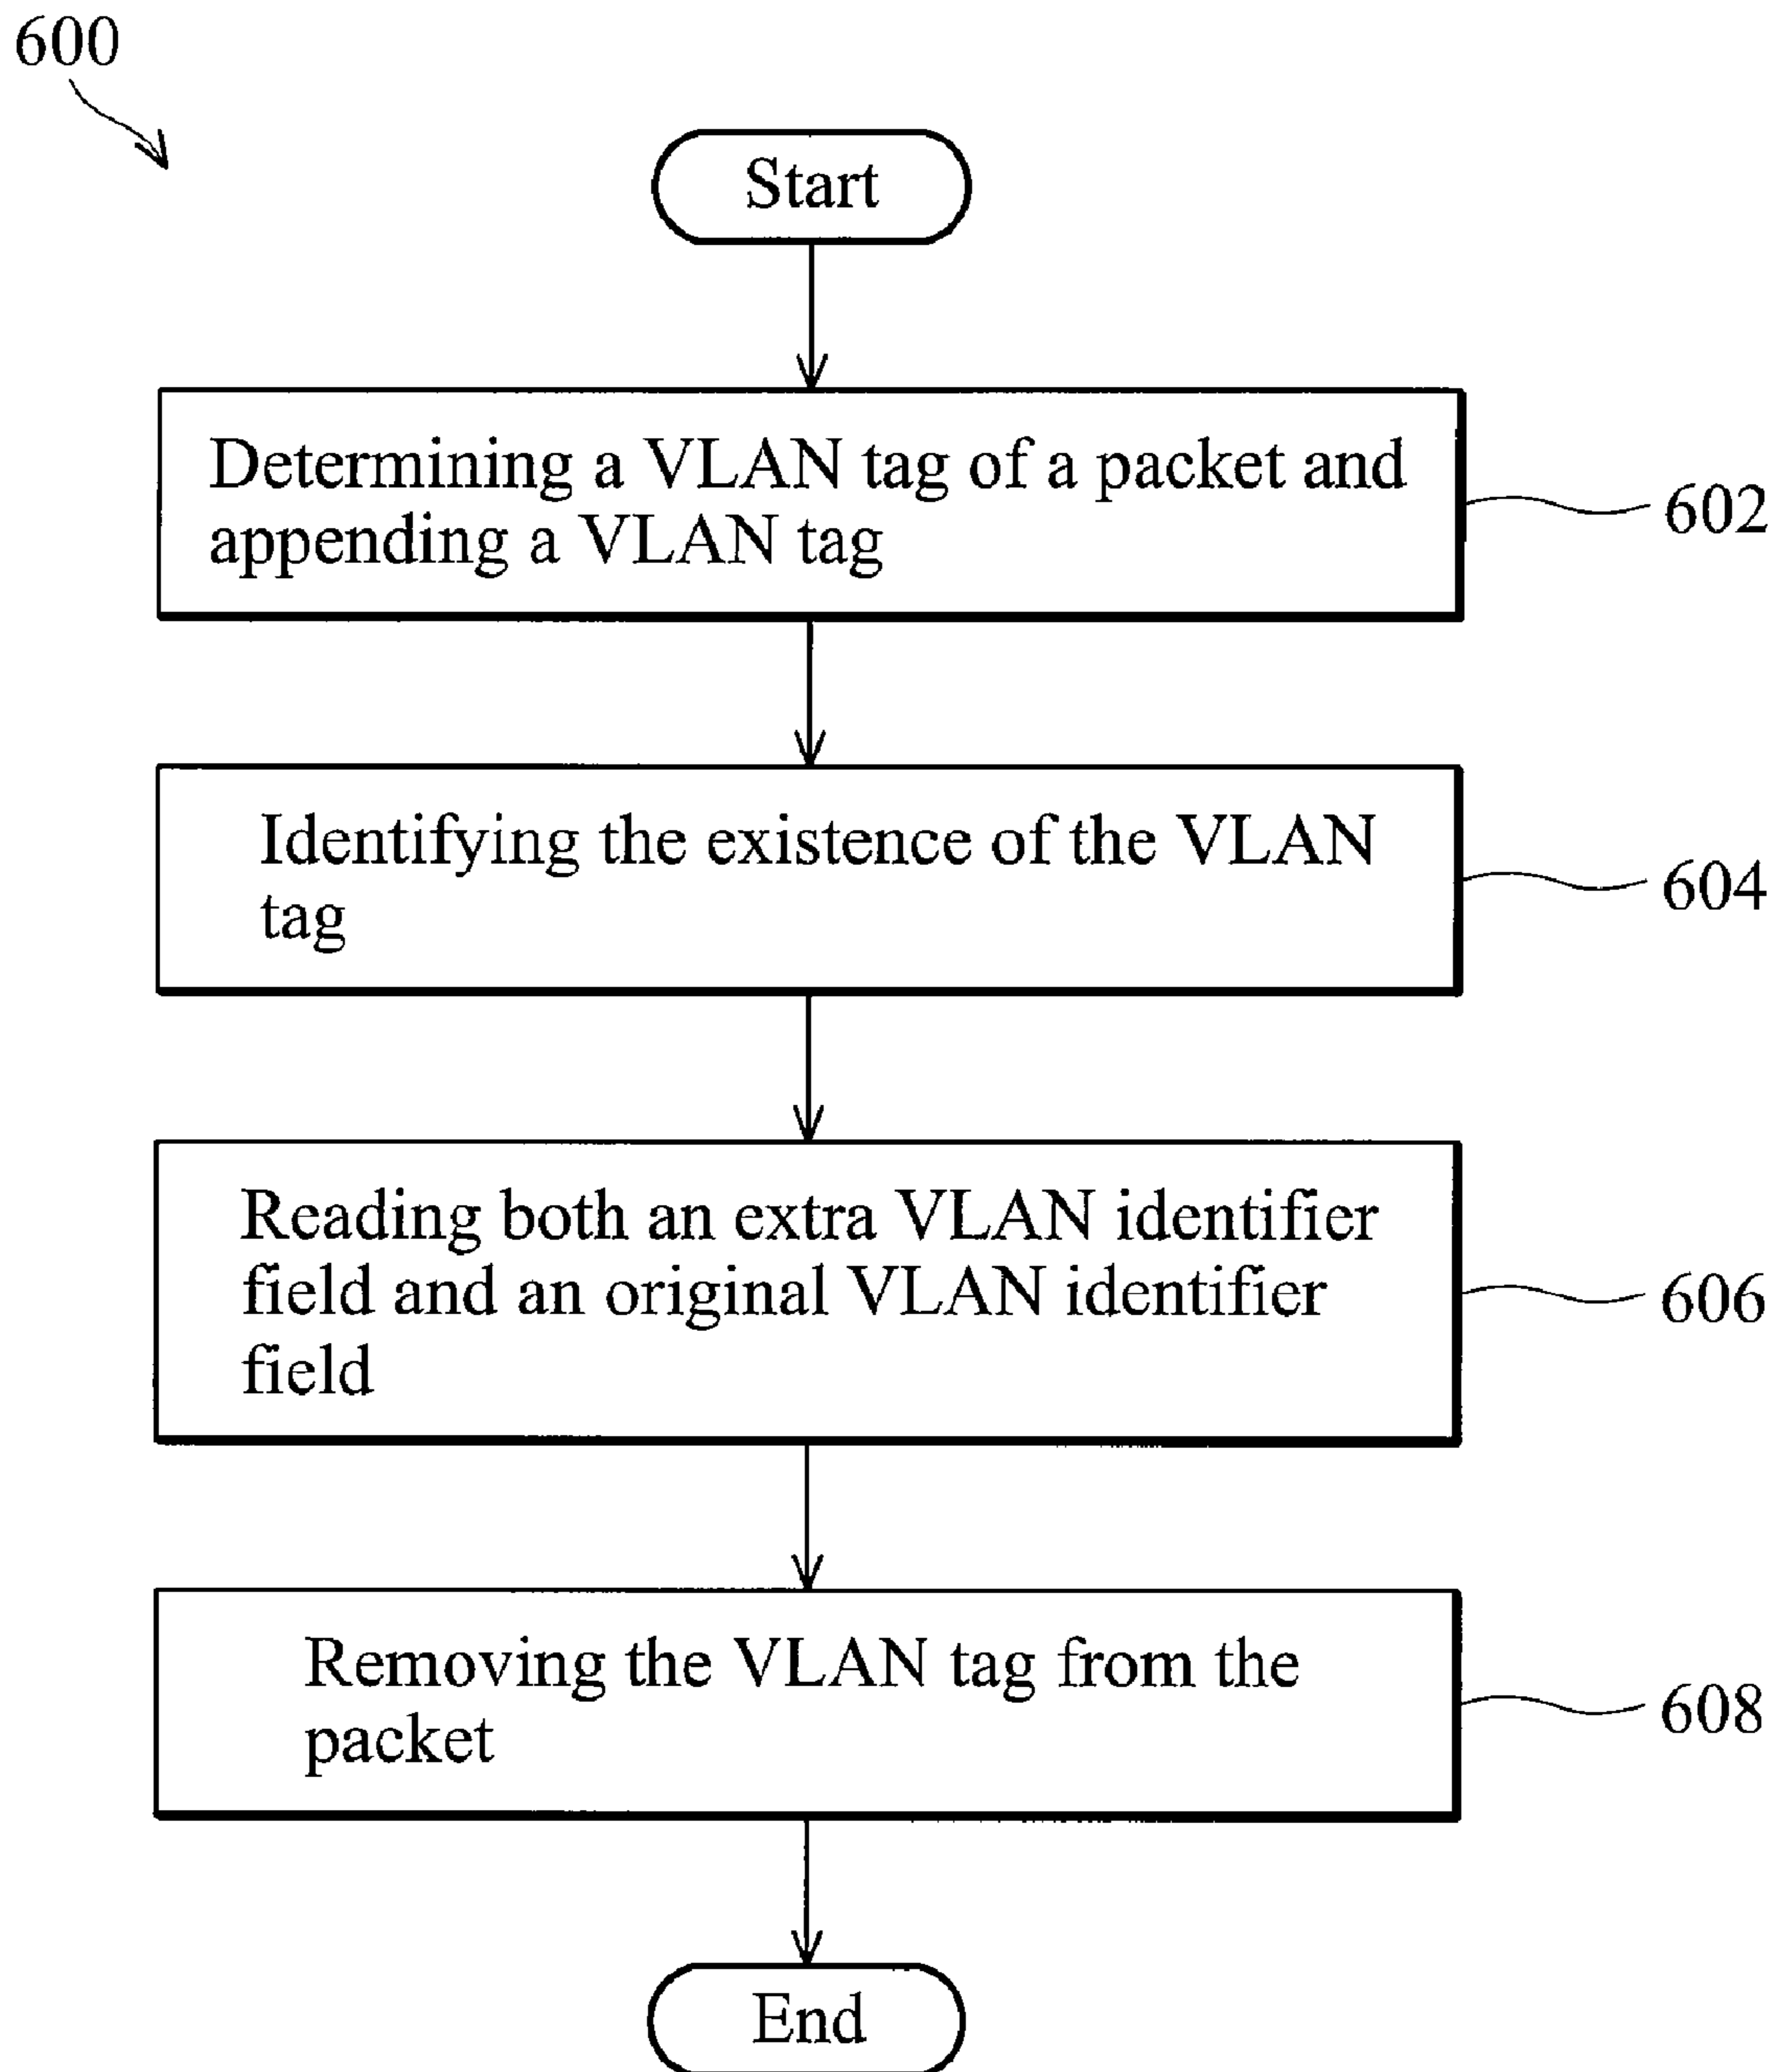 600
Start
Determining a VLAN tag of a packet and
appending a VLAN tag
602
Identifying the existence of the VLAN
tag
604
Reading both an extra VLAN identifier
field and an original VLAN identifier
field
606
Removing the VLAN tag from the
packet
608
End